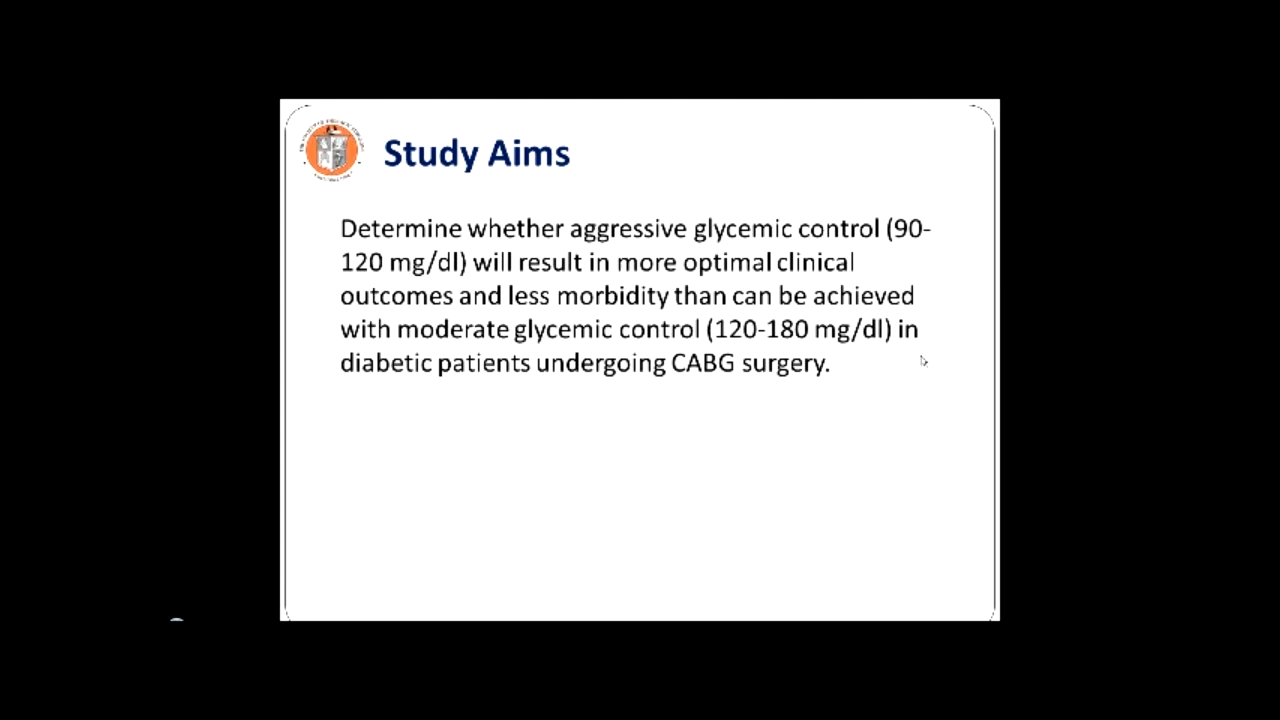 Study Aims
Determine whether aggressive glycemic control (90-
120 mg/dl) will result in more optimal clinical
outcomes and less morbidity than can be achieved
with moderate glycemic control (120-180 mg/dl) in
diabetic patients undergoing CABG surgery.